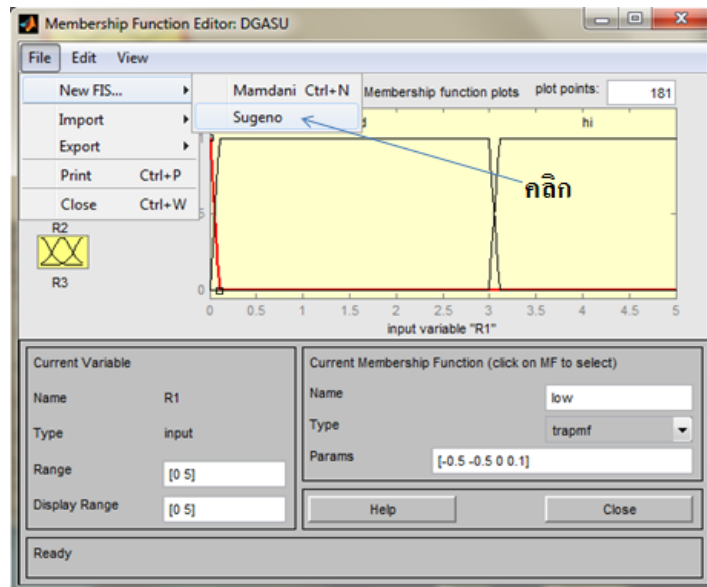 Membership Function Editor: DGASU
File Edit View
New FIS...
Mamdani Ctrl+N
Membership function plots
plot points:
181
Import
Sugeno
hi
Export
Print Ctrl+P
Close Ctrl+W
คลิก
R2
R3
0
0 0.5 1 1.5 2 2.5 3 3.5 4 4.5 5
input variable "R1"
Current Variable
Name R1
Type input
Range [0 5]
Display Range [0 5]
Current Membership Function (click on MF to select)
Name low
Type trapmf
Params [-0.5 -0.5 0 0.1]
Help
Close
Ready